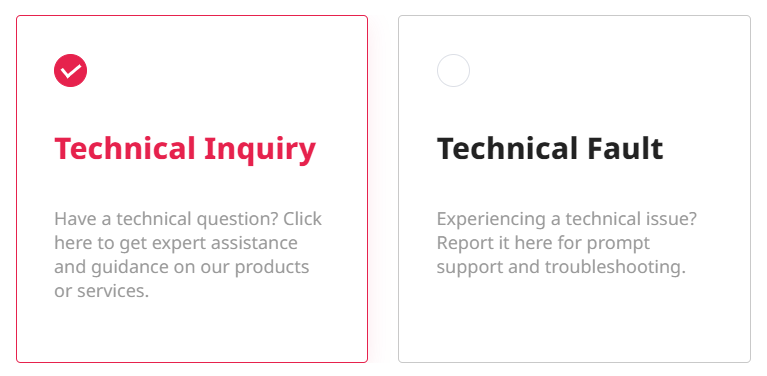 Technical Inquiry
Have a technical question? Click
here to get expert assistance
and guidance on our products
or services.
Technical Fault
Experiencing a technical issue?
Report it here for prompt
support and troubleshooting.